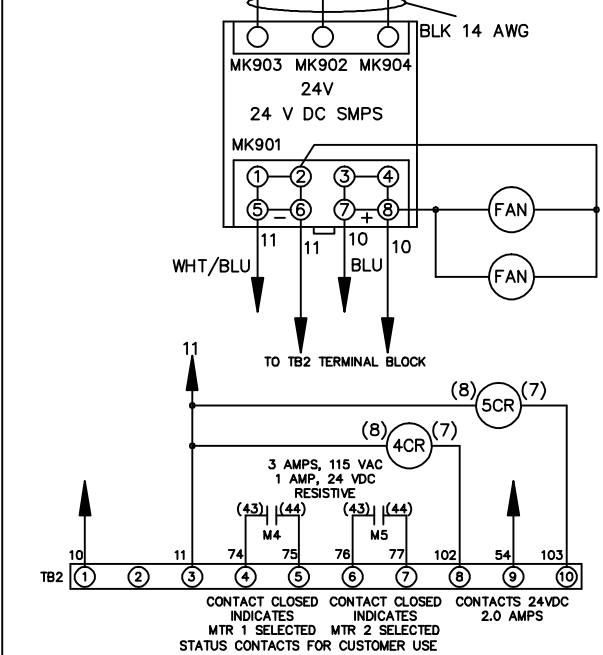 BLK 14 AWG
MK903 MK902 MK904
24V
24 V DC SMPS
MK901
1 2 3 4
5 - 6 7 + 8
FAN
FAN
11 11 10 10
WHT/BLU BLU
TO TB2 TERMINAL BLOCK
11
(8) 5CR (7)
(8) 4CR (7)
3 AMPS, 115 VAC
1 AMP, 24 VDC
RESISTIVE
(43) (44) (43) (44)
M4 M5
10 11 74 75 76 77 102 54 103
TB2 1 2 3 4 5 6 7 8 9 10
CONTACT CLOSED CONTACT CLOSED CONTACTS 24VDC
INDICATES INDICATES 2.0 AMPS
MTR 1 SELECTED MTR 2 SELECTED
STATUS CONTACTS FOR CUSTOMER USE